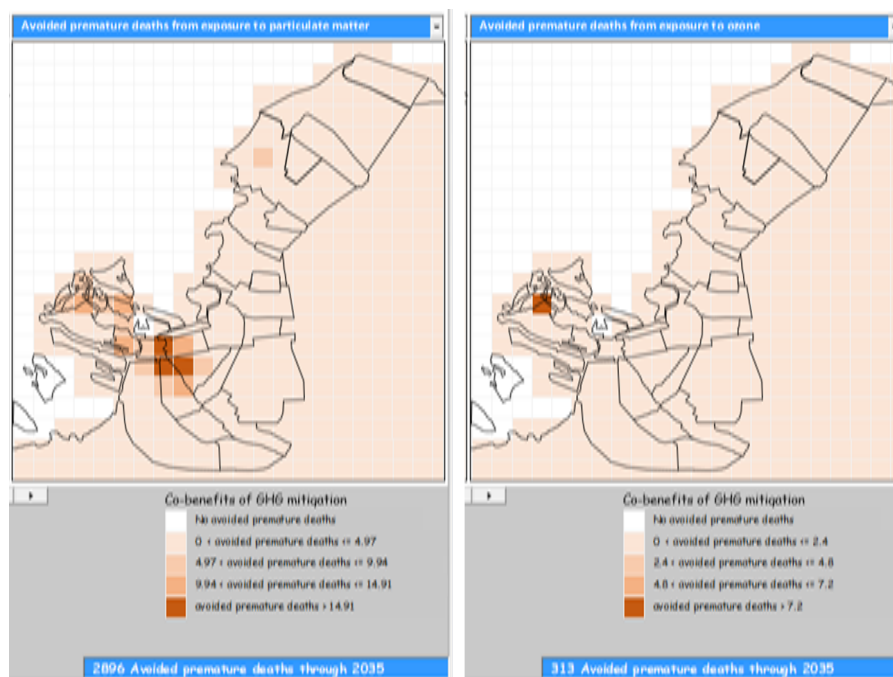 Avoided premature deaths from exposure to particulate matter
Co-benefits of GHG mitigation
No avoided premature deaths
0 < avoided premature deaths <= 4.97
4.97 < avoided premature deaths <= 9.94
9.94 < avoided premature deaths <= 14.91
avoided premature deaths > 14.91
2896 Avoided premature deaths through 2035
Avoided premature deaths from exposure to ozone
Co-benefits of GHG mitigation
No avoided premature deaths
0 < avoided premature deaths <= 2.4
2.4 < avoided premature deaths <= 4.8
4.8 < avoided premature deaths <= 7.2
avoided premature deaths > 7.2
313 Avoided premature deaths through 2035